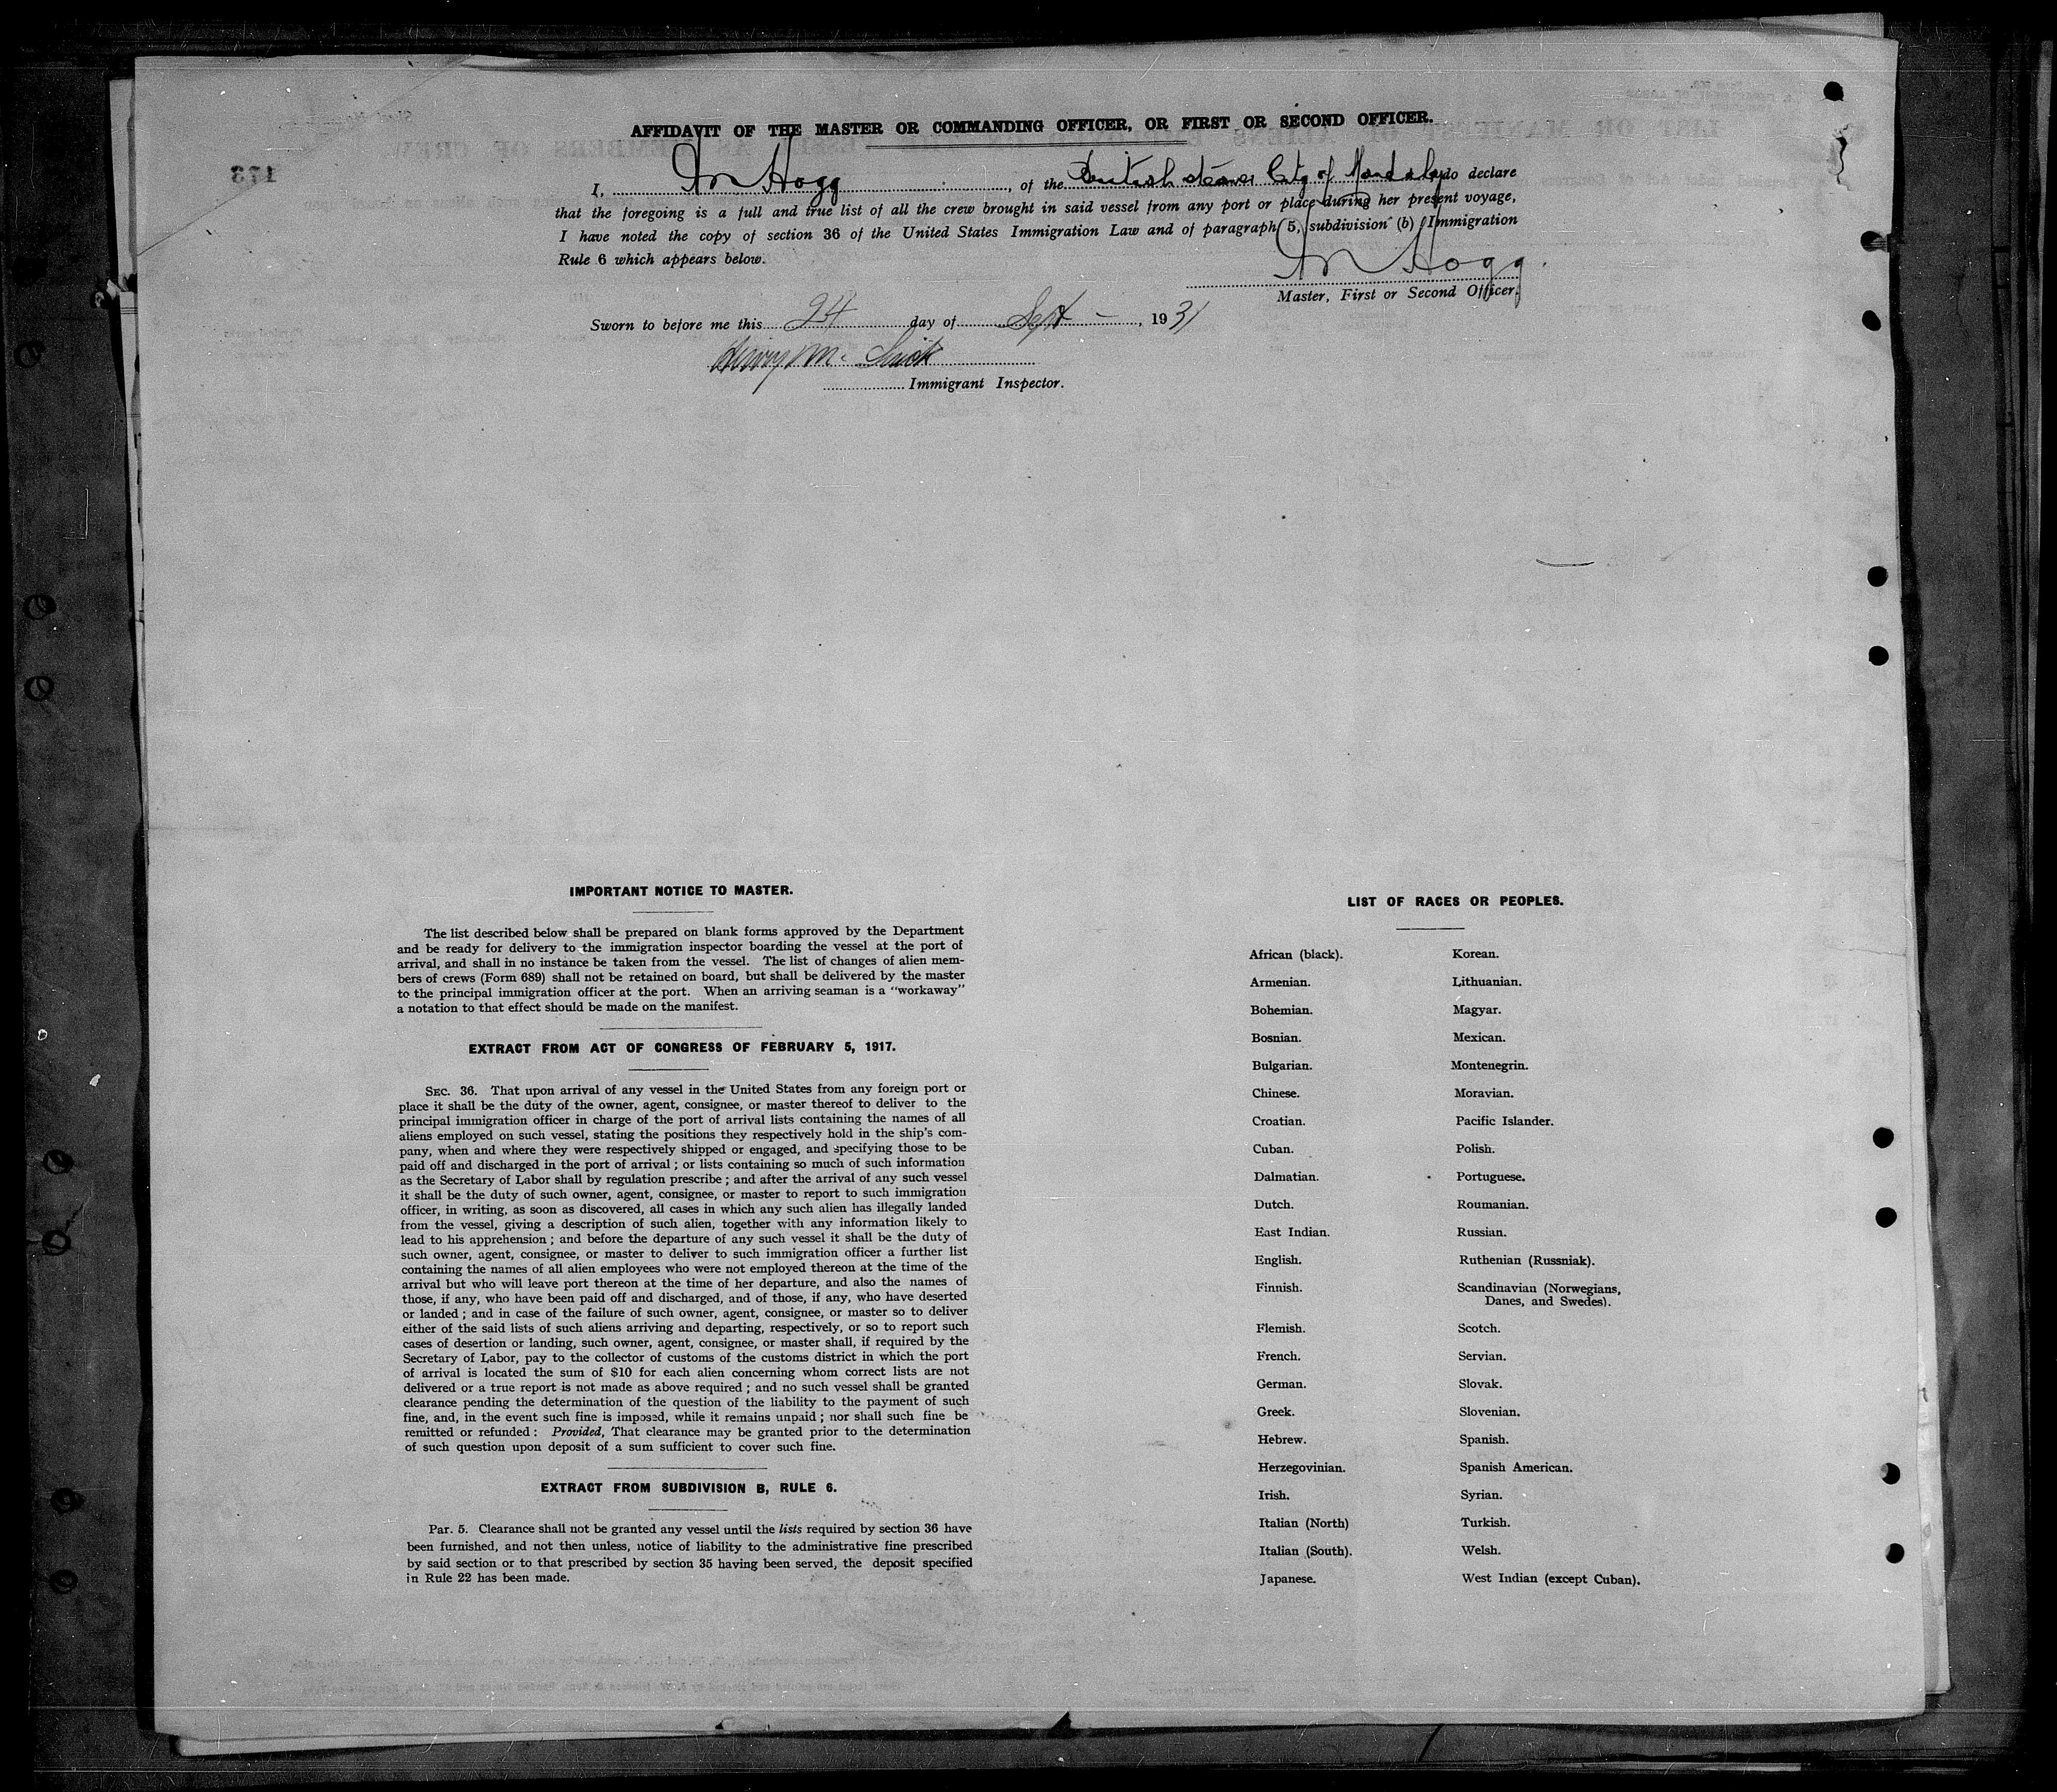 AFFIDAVIT OF THE MASTER OR COMMANDING OFFICER, OR FIRST OR SECOND OFFICER.
I, M Hogg, of the British steamer City of Mandalay do declare
that the foregoing is a full and true list of all the crew brought in said vessel from any port or place during her present voyage,
I have noted the copy of section 36 of the United States Immigration Law and of paragraph 5, subdivision (b) Immigration
Rule 6 which appears below.
M Hogg.
Master, First or Second Officer.
Sworn to before me this 24 day of Sept - , 1931
M.
Immigrant Inspector.
IMPORTANT NOTICE TO MASTER.
The list described below shall be prepared on blank forms approved by the Department
and be ready for delivery to the immigration inspector boarding the vessel at the port of
arrival, and shall in no instance be taken from the vessel. The list of changes of alien mem-
bers of crews (Form 689) shall not be retained on board, but shall be delivered by the master
to the principal immigration officer at the port. When an arriving seaman is a "workaway"
a notation to that effect should be made on the manifest.
EXTRACT FROM ACT OF CONGRESS OF FEBRUARY 5, 1917.
SEC. 36. That upon arrival of any vessel in the United States from any foreign port or
place it shall be the duty of the owner, agent, consignee, or master thereof to deliver to the
principal immigration officer in charge of the port of arrival lists containing the names of all
aliens employed on such vessel, stating the positions they respectively hold in the ship's com-
pany, when and where they were respectively shipped or engaged, and specifying those to be
paid off and discharged in the port of arrival ; or lists containing so much of such information
as the Secretary of Labor shall by regulation prescribe ; and after the arrival of any such vessel
it shall be the duty of such owner, agent, consignee, or master to report to such immigration
officer, in writing, as soon as discovered, all cases in which any such alien has illegally landed
from the vessel, giving a description of such alien, together with any information likely to
lead to his apprehension ; and before the departure of any such vessel it shall be the duty of
such owner, agent, consignee, or master to deliver to such immigration officer a further list
containing the names of all alien employees who were not employed thereon at the time of the
arrival but who will leave port thereon at the time of her departure, and also the names of
those, if any, who have been paid off and discharged, and of those, if any, who have deserted
or landed ; and in case of the failure of such owner, agent, consignee, or master so to deliver
either of the said lists of such aliens arriving and departing, respectively, or so to report such
cases of desertion or landing, such owner, agent, consignee, or master shall, if required by the
Secretary of Labor, pay to the collector of customs of the customs district in which the port
of arrival is located the sum of $10 for each alien concerning whom correct lists are not
delivered or a true report is not made as above required ; and no such vessel shall be granted
clearance pending the determination of the question of the liability to the payment of such
fine, and, in the event such fine is imposed, while it remains unpaid ; nor shall such fine be
remitted or refunded : Provided, That clearance may be granted prior to the determination
of such question upon deposit of a sum sufficient to cover such fine.
EXTRACT FROM SUBDIVISION B, RULE 6.
Par. 5. Clearance shall not be granted any vessel until the lists required by section 36 have
been furnished, and not then unless, notice of liability to the administrative fine prescribed
by said section or to that prescribed by section 35 having been served, the deposit specified
in Rule 22 has been made.
LIST OF RACES OR PEOPLES.
African (black).
Armenian.
Bohemian.
Bosnian.
Bulgarian.
Chinese.
Croatian.
Cuban.
Dalmatian.
Dutch.
East Indian.
English.
Finnish.
Flemish.
French.
German.
Greek.
Hebrew.
Herzegovinian.
Irish.
Italian (North)
Italian (South).
Japanese.
Korean.
Lithuanian.
Magyar.
Mexican.
Montenegrin.
Moravian.
Pacific Islander.
Polish.
Portuguese.
Roumanian.
Russian.
Ruthenian (Russniak).
Scandinavian (Norwegians,
Danes, and Swedes).
Scotch.
Servian.
Slovak.
Slovenian.
Spanish.
Spanish American.
Syrian.
Turkish.
Welsh.
West Indian (except Cuban).